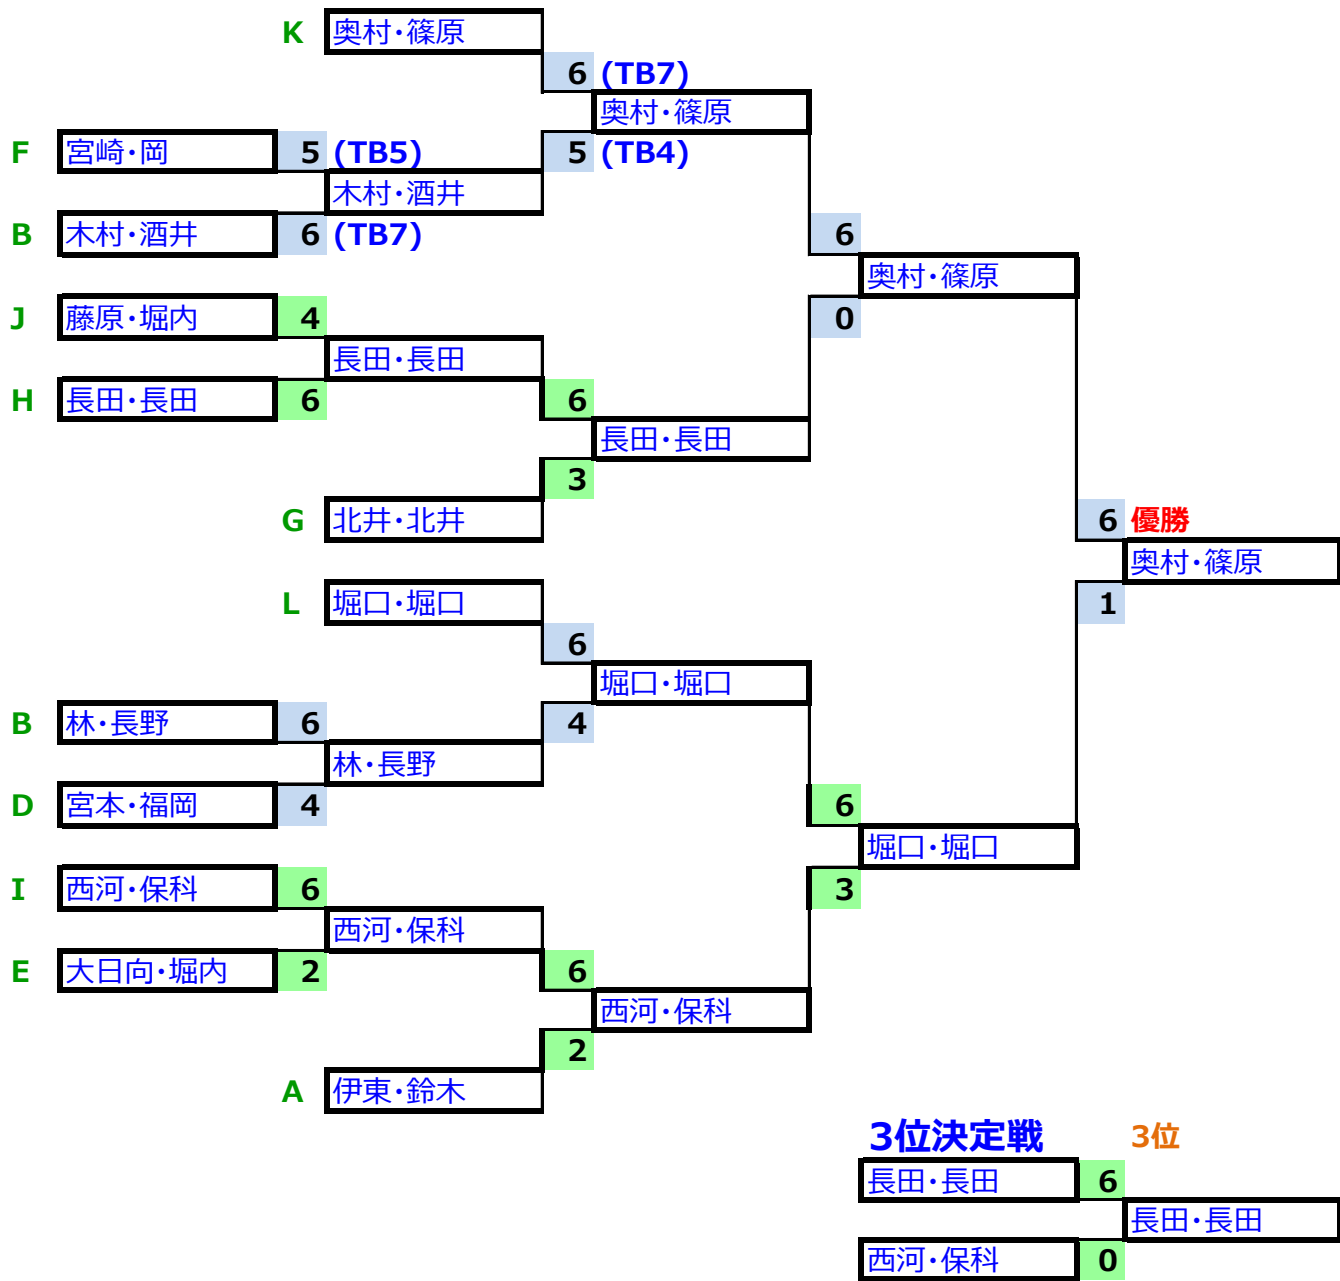 K 奥村・篠原
6 (TB7)
奥村・篠原
F 宮崎・岡 5 (TB5) 5 (TB4)
木村・酒井
B 木村・酒井 6 (TB7) 6
奥村・篠原
J 藤原・堀内 4 0
長田・長田
H 長田・長田 6 6
長田・長田
3
G 北井・北井 6 優勝
奥村・篠原
L 堀口・堀口 1
6
堀口・堀口
B 林・長野 6 4
林・長野
D 宮本・福岡 4 6
堀口・堀口
I 西河・保科 6 3
西河・保科
E 大日向・堀内 2 6
西河・保科
2
A 伊東・鈴木
3位決定戦 3位
長田・長田 6
長田・長田
西河・保科 0